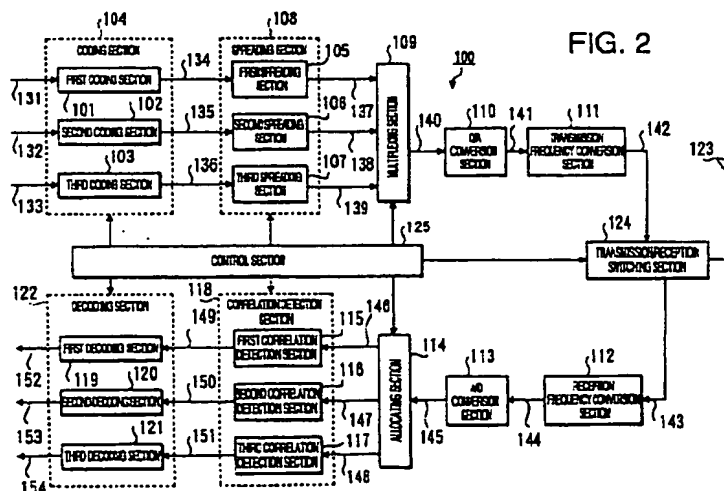 FIG. 2
100
104
CODING SECTION
FIRST CODING SECTION
101
102
SECOND CODING SECTION
103
THIRD CODING SECTION
131
132
133
134
135
136
108
SPREADING SECTION
105
FIRST SPREADING
SECTION
106
SECOND SPREADING
SECTION
107
THIRD SPREADING
SECTION
137
138
139
109
MULTIPLEXING SECTION
140
110
D/A
CONVERSION
SECTION
141
111
TRANSMISSION
FREQUENCY CONVERSION
SECTION
142
123
124
TRANSMISSION/RECEPTION
SWITCHING SECTION
125
CONTROL SECTION
122
DECODING SECTION
FIRST DECODING SECTION
119
120
SECOND DECODING SECTION
121
THIRD DECODING SECTION
152
153
154
149
150
151
118
CORRELATION DETECTION
SECTION
115
FIRST CORRELATION
DETECTION SECTION
116
SECOND CORRELATION
DETECTION SECTION
117
THIRD CORRELATION
DETECTION SECTION
146
147
148
114
ALLOCATING SECTION
145
113
A/D
CONVERSION
SECTION
144
112
RECEPTION
FREQUENCY CONVERSION
SECTION
143